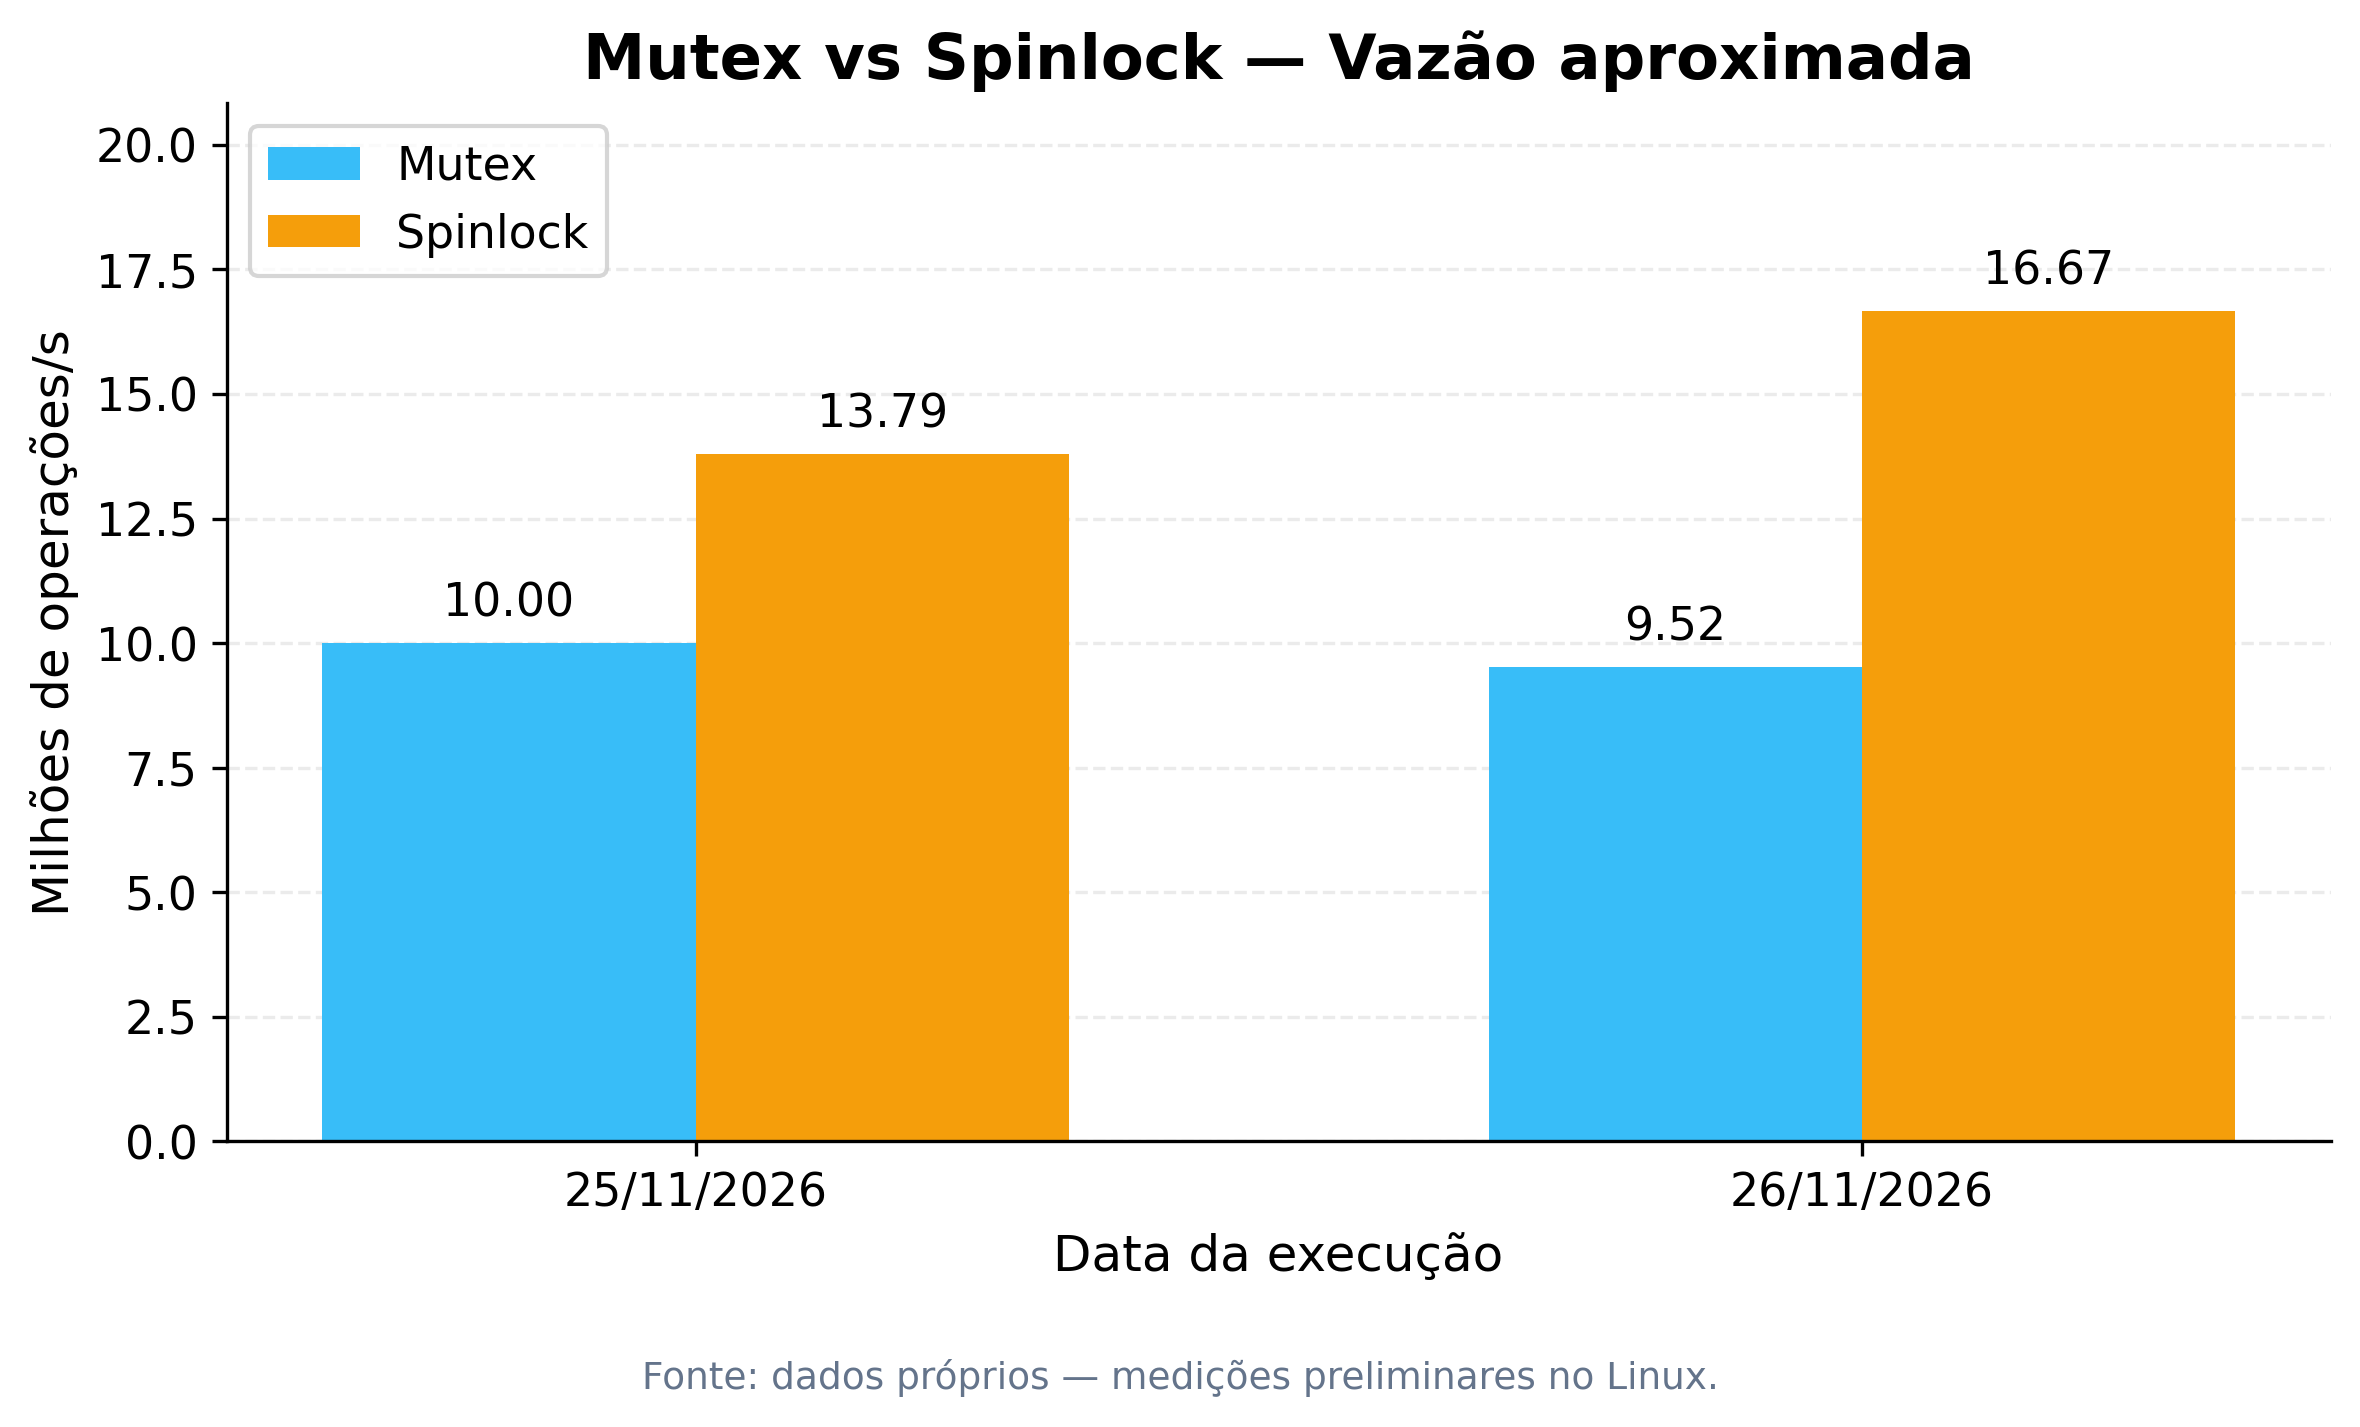 Mutex vs Spinlock — Vazão aproximada
Mutex
Spinlock
Milhões de operações/s
20.0
17.5
15.0
12.5
10.0
7.5
5.0
2.5
0.0
10.00
13.79
9.52
16.67
25/11/2026
26/11/2026
Data da execução
Fonte: dados próprios — medições preliminares no Linux.